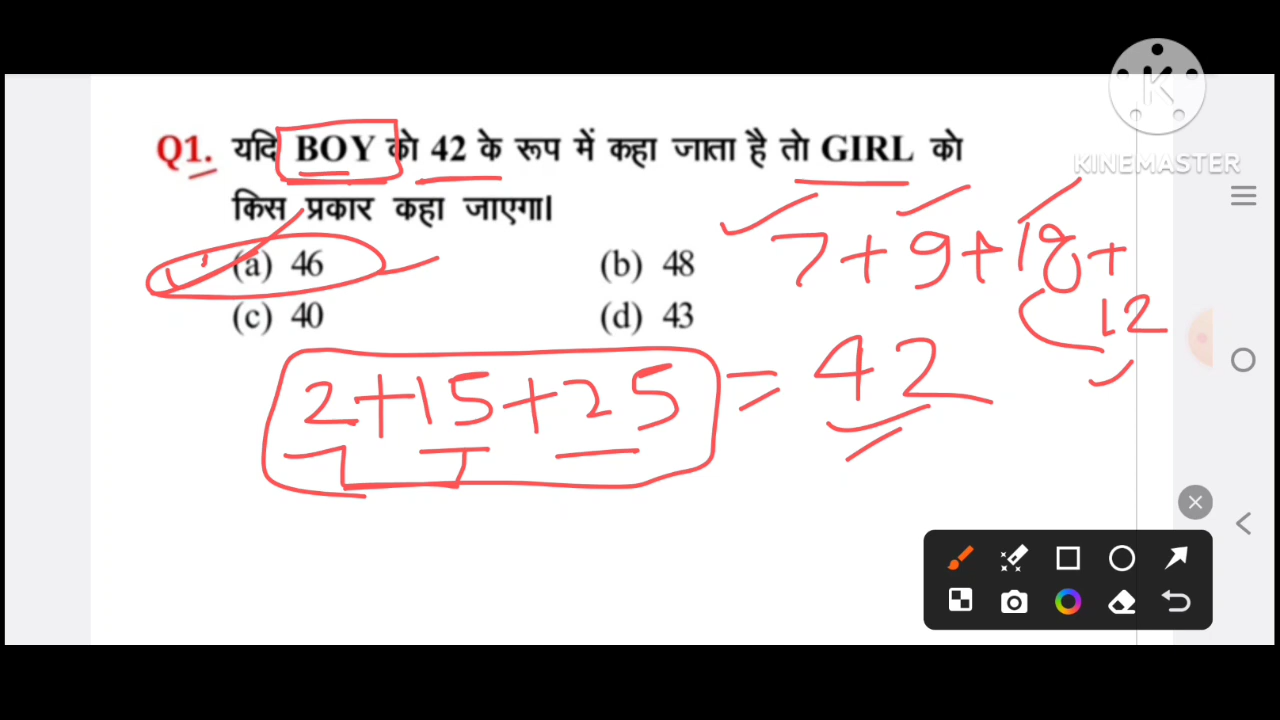 KINEMASTER
Q1. यदि BOY को 42 के रूप में कहा जाता है तो GIRL को
किस प्रकार कहा जाएगा।
(a) 46 (b) 48
(c) 40 (d) 43
7+9+18+
12
2+15+25 = 42